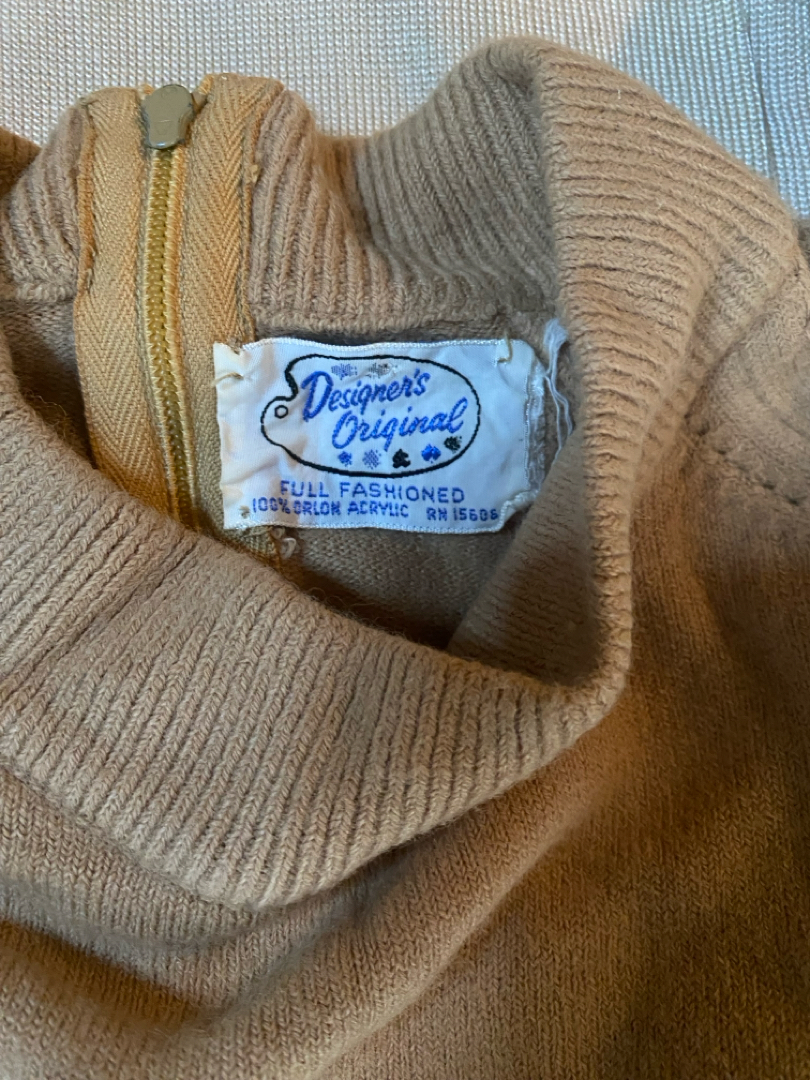 Designer's
Original
FULL FASHIONED
100% ORLON ACRYLIC RN 15606